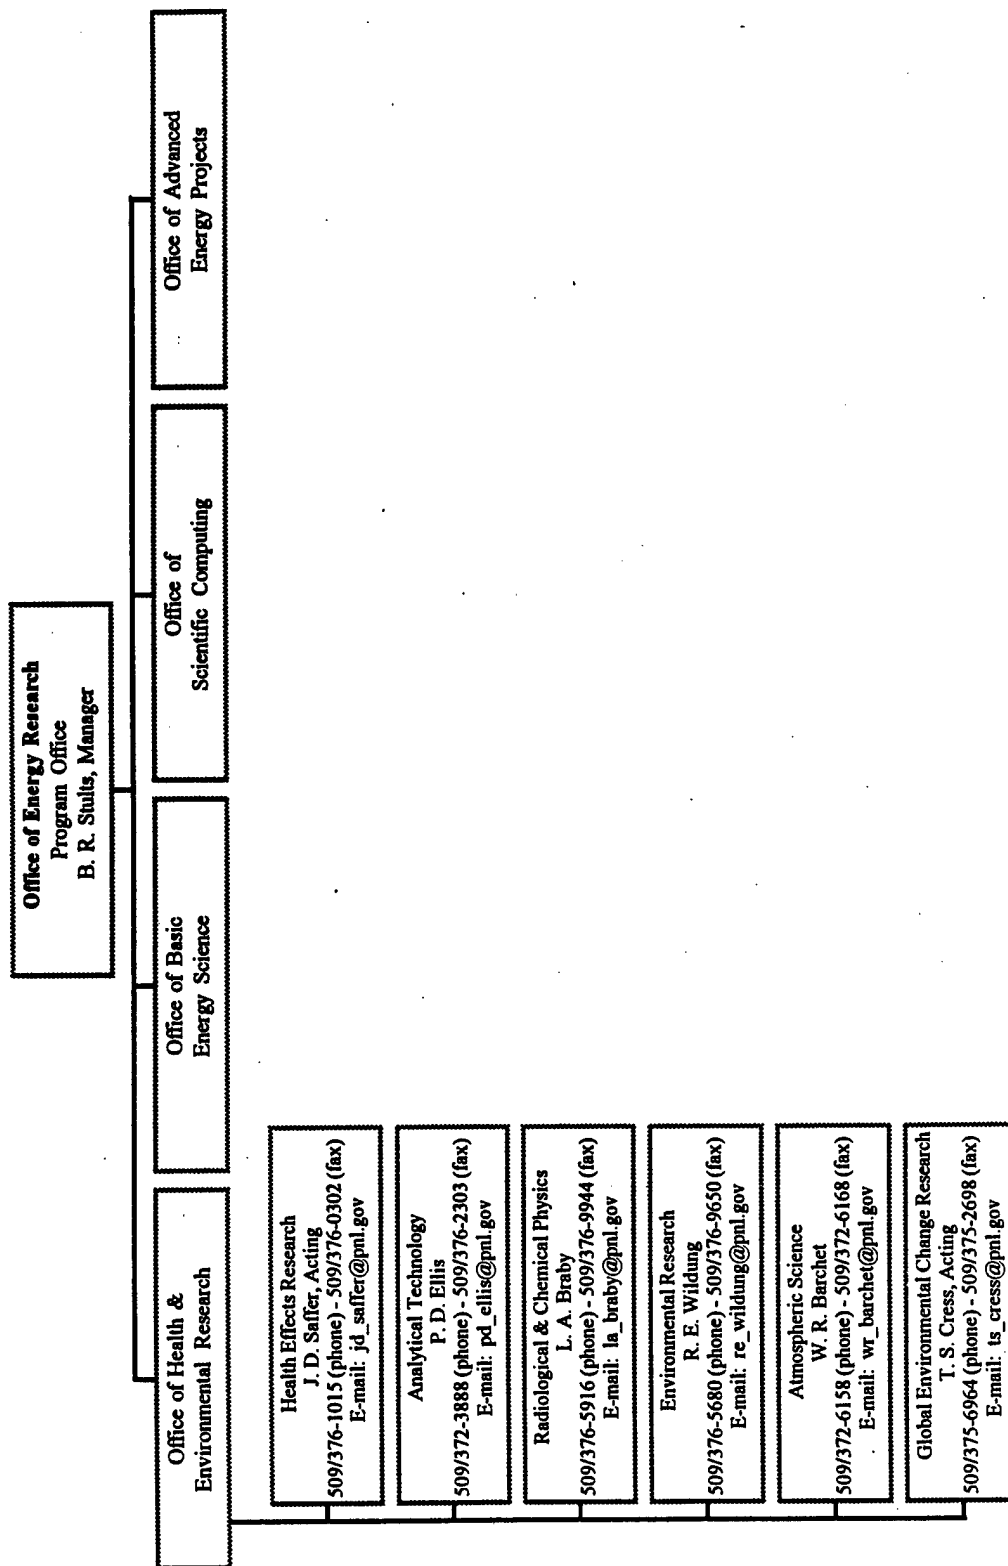 Office of Energy Research
Program Office
B. R. Stults, Manager
Office of Health &
Environmental Research
Office of Basic
Energy Science
Office of
Scientific Computing
Office of Advanced
Energy Projects
Health Effects Research
J. D. Saffer, Acting
509/376-1015 (phone) - 509/376-0302 (fax)
E-mail: jd_saffer@pnl.gov
Analytical Technology
P. D. Ellis
509/372-3888 (phone) - 509/376-2303 (fax)
E-mail: pd_ellis@pnl.gov
Radiological & Chemical Physics
L. A. Braby
509/376-5916 (phone) - 509/376-9944 (fax)
E-mail: la_braby@pnl.gov
Environmental Research
R. E. Wildung
509/376-5680 (phone) - 509/376-9650 (fax)
E-mail: re_wildung@pnl.gov
Atmospheric Science
W. R. Barchet
509/372-6158 (phone) - 509/372-6168 (fax)
E-mail: wr_barchet@pnl.gov
Global Environmental Change Research
T. S. Cress, Acting
509/375-6964 (phone) - 509/375-2698 (fax)
E-mail: ts_cress@pnl.gov